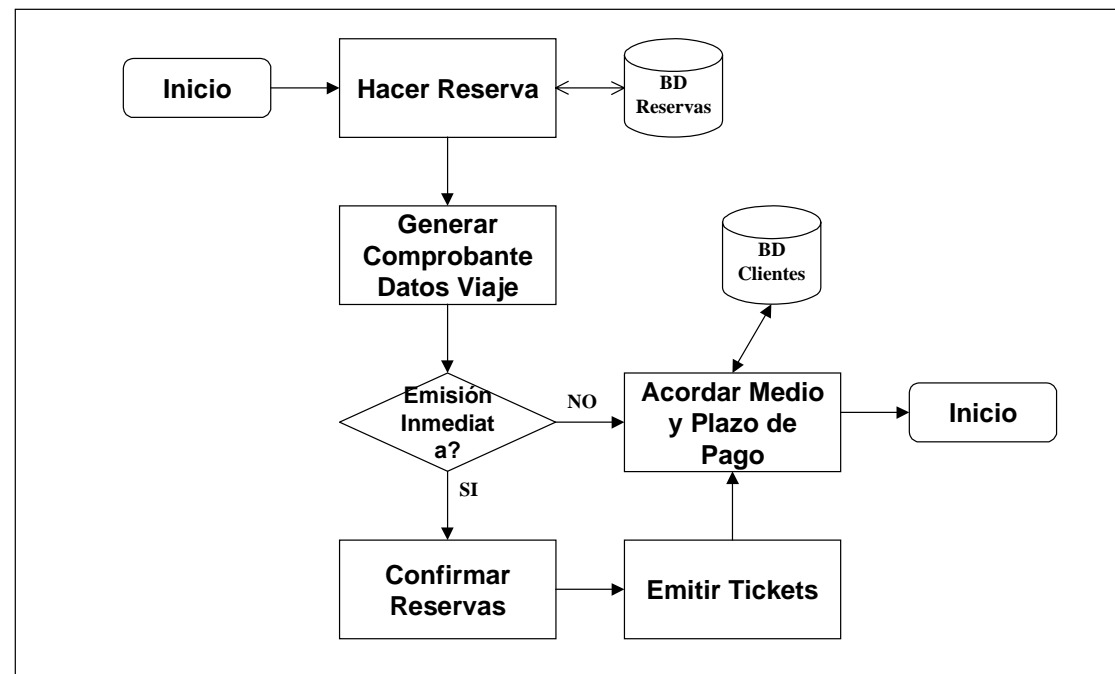 Inicio
Hacer Reserva
BD
Reservas
Generar
Comprobante
Datos Viaje
BD
Clientes
Emisión
Inmediat
a?
NO
Acordar Medio
y Plazo de
Pago
Inicio
SI
Confirmar
Reservas
Emitir Tickets